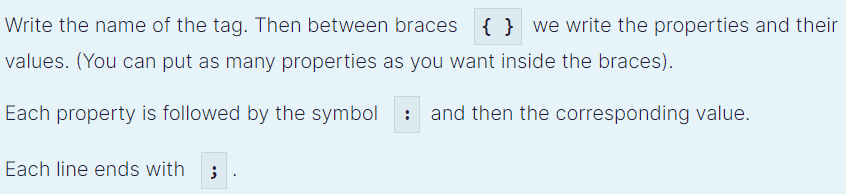 Write the name of the tag. Then between braces { } we write the properties and their
values. (You can put as many properties as you want inside the braces).
Each property is followed by the symbol : and then the corresponding value.
Each line ends with ; .